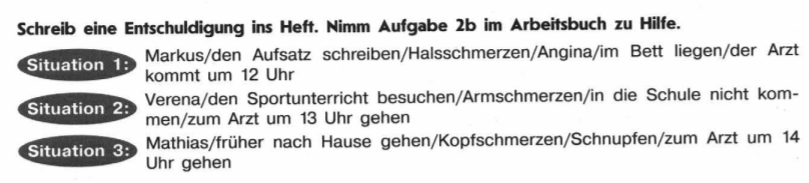 Schreib eine Entschuldigung ins Heft. Nimm Aufgabe 2b im Arbeitsbuch zu Hilfe.
Situation 1: Markus/den Aufsatz schreiben/Halsschmerzen/Angina/im Bett liegen/der Arzt
kommt um 12 Uhr
Situation 2: Verena/den Sportunterricht besuchen/Armschmerzen/in die Schule nicht kom-
men/zum Arzt um 13 Uhr gehen
Situation 3: Mathias/früher nach Hause gehen/Kopfschmerzen/Schnupfen/zum Arzt um 14
Uhr gehen